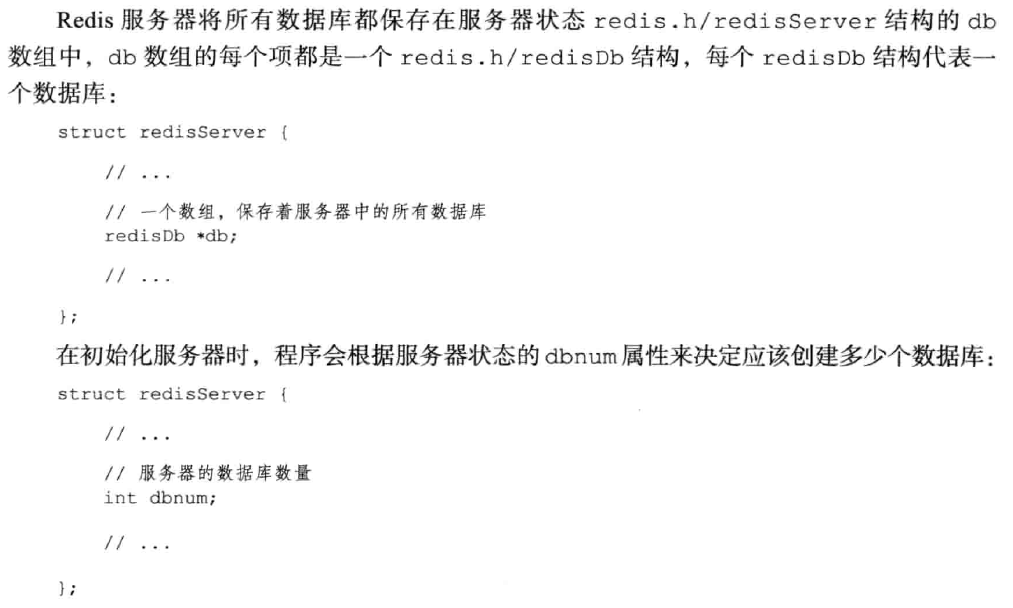 Redis 服务器将所有数据库都保存在服务器状态 redis.h/redisServer 结构的 db
数组中，db 数组的每个项都是一个 redis.h/redisDb 结构，每个 redisDb 结构代表一
个数据库：
struct redisServer {
// ...
// 一个数组，保存着服务器中的所有数据库
redisDb *db;
// ...
};
在初始化服务器时，程序会根据服务器状态的 dbnum 属性来决定应该创建多少个数据库：
struct redisServer {
// ...
// 服务器的数据库数量
int dbnum;
// ...
};